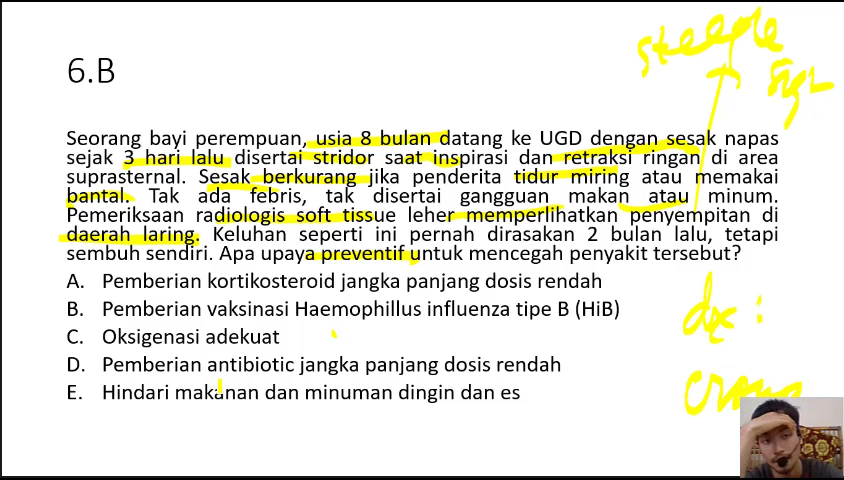 steeple
sign
6.B
Seorang bayi perempuan, usia 8 bulan datang ke UGD dengan sesak napas
sejak 3 hari lalu disertai stridor saat inspirasi dan retraksi ringan di area
suprasternal. Sesak berkurang jika penderita tidur miring atau memakai
bantal. Tak ada febris, tak disertai gangguan makan atau minum.
Pemeriksaan radiologis soft tissue leher memperlihatkan penyempitan di
daerah laring. Keluhan seperti ini pernah dirasakan 2 bulan lalu, tetapi
sembuh sendiri. Apa upaya preventif untuk mencegah penyakit tersebut?
A. Pemberian kortikosteroid jangka panjang dosis rendah
B. Pemberian vaksinasi Haemophillus influenza tipe B (HiB)
C. Oksigenasi adekuat
D. Pemberian antibiotic jangka panjang dosis rendah
E. Hindari makanan dan minuman dingin dan es
dx :